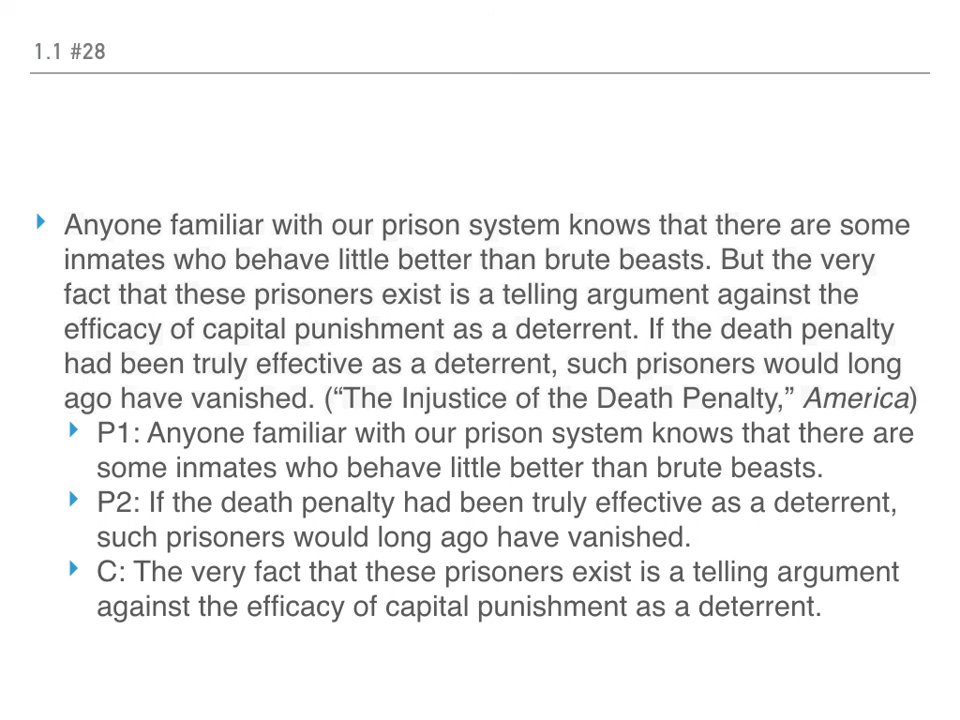 1.1 #28
Anyone familiar with our prison system knows that there are some
inmates who behave little better than brute beasts. But the very
fact that these prisoners exist is a telling argument against the
efficacy of capital punishment as a deterrent. If the death penalty
had been truly effective as a deterrent, such prisoners would long
ago have vanished. (“The Injustice of the Death Penalty,” America)
P1: Anyone familiar with our prison system knows that there are
some inmates who behave little better than brute beasts.
P2: If the death penalty had been truly effective as a deterrent,
such prisoners would long ago have vanished.
C: The very fact that these prisoners exist is a telling argument
against the efficacy of capital punishment as a deterrent.